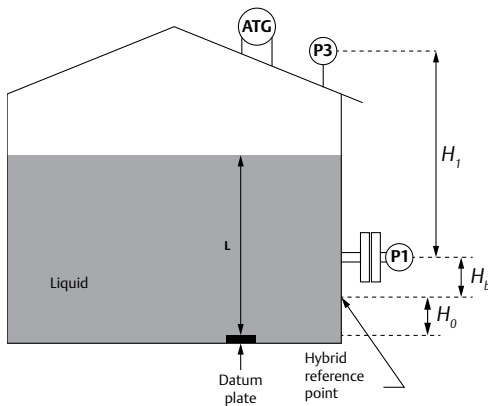 ATG
P3
H1
L
P1
Liquid
Hb
H0
Datum
plate
Hybrid
reference
point